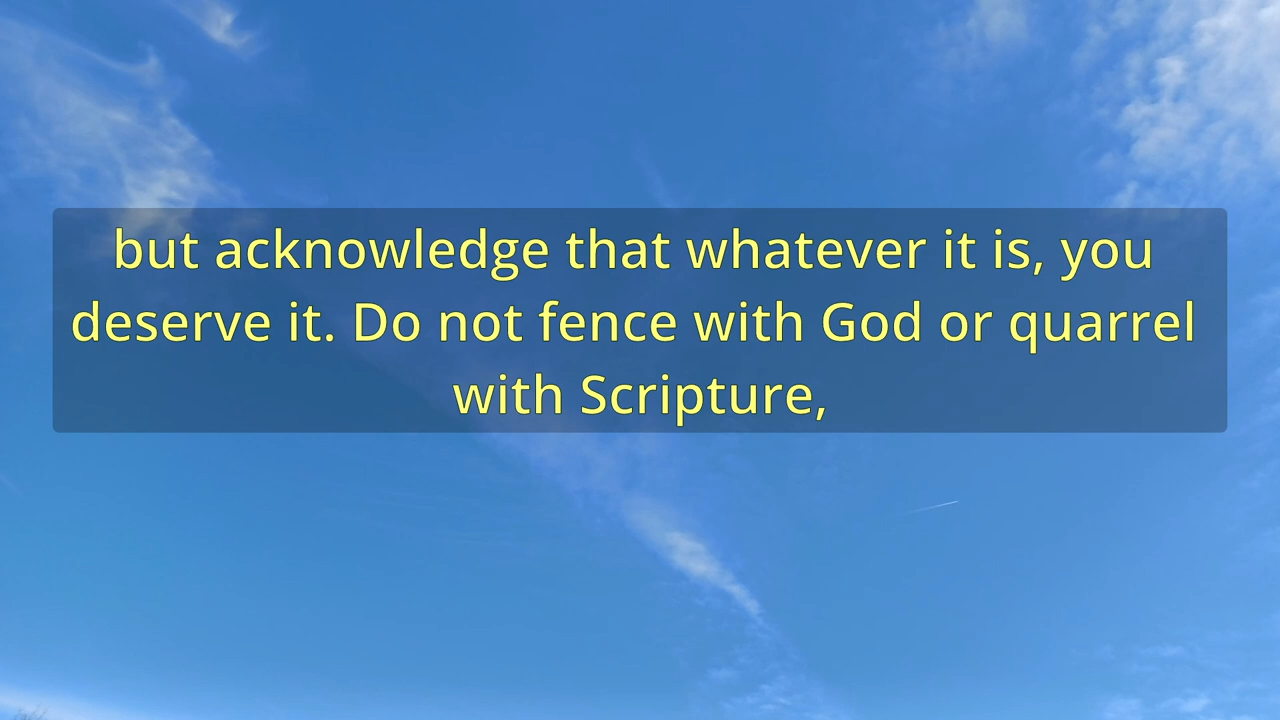 but acknowledge that whatever it is, you
deserve it. Do not fence with God or quarrel
with Scripture,